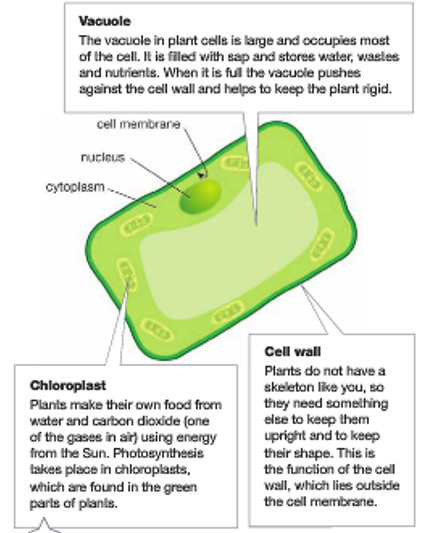 Vacuole
The vacuole in plant cells is large and occupies most
of the cell. It is filled with sap and stores water, wastes
and nutrients. When it is full the vacuole pushes
against the cell wall and helps to keep the plant rigid.
cell membrane
nucleus
cytoplasm
Cell wall
Plants do not have a
skeleton like you, so
they need something
else to keep them
upright and to keep
their shape. This is
the function of the cell
wall, which lies outside
the cell membrane.
Chloroplast
Plants make their own food from
water and carbon dioxide (one
of the gases in air) using energy
from the Sun. Photosynthesis
takes place in chloroplasts,
which are found in the green
parts of plants.